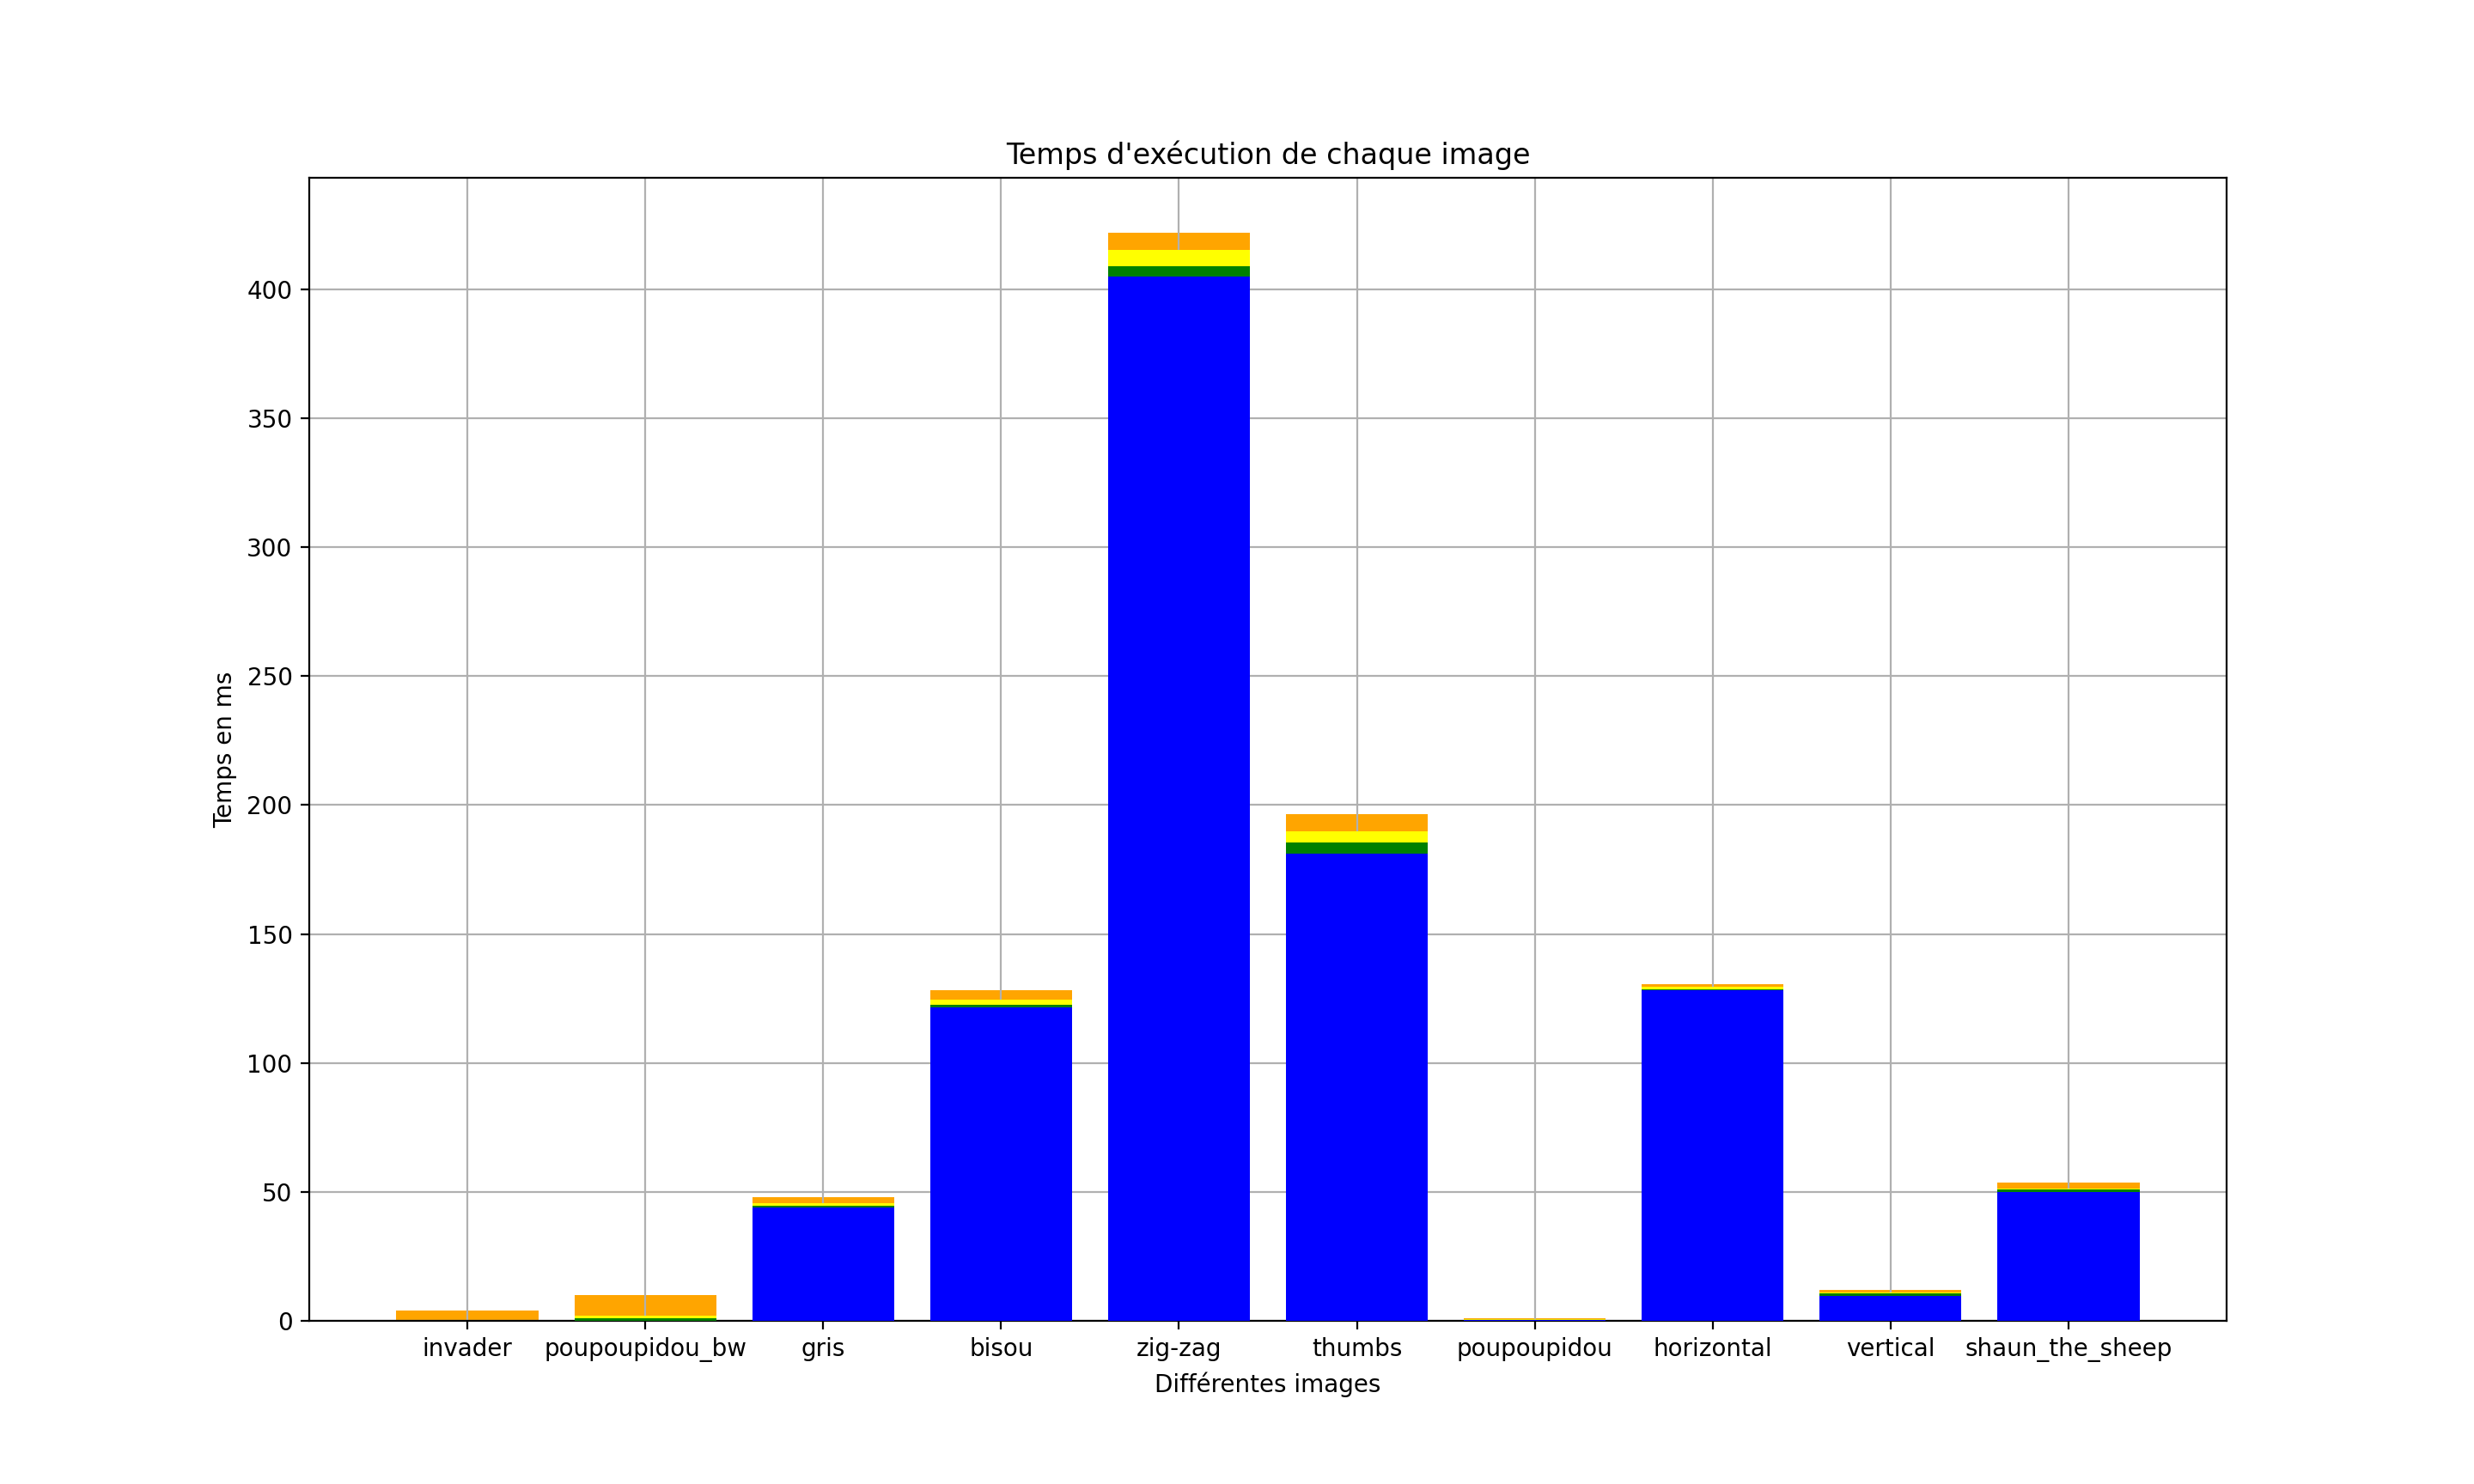 Temps d'exécution de chaque image
Temps en ms
400
350
300
250
200
150
100
50
0
invader poupoupidou_bw gris bisou zig-zag thumbs poupoupidou horizontal vertical shaun_the_sheep
Différentes images